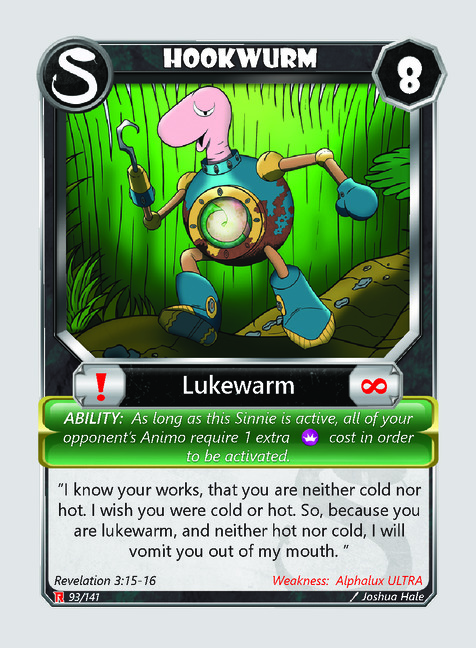 S HOOKWURM 8
! Lukewarm ∞
ABILITY: As long as this Sinnie is active, all of your
opponent's Animo require 1 extra cost in order
to be activated.
"I know your works, that you are neither cold nor
hot. I wish you were cold or hot. So, because you
are lukewarm, and neither hot nor cold, I will
vomit you out of my mouth. ”
Revelation 3:15-16 Weakness: Alphalux ULTRA
R 93/141 / Joshua Hale